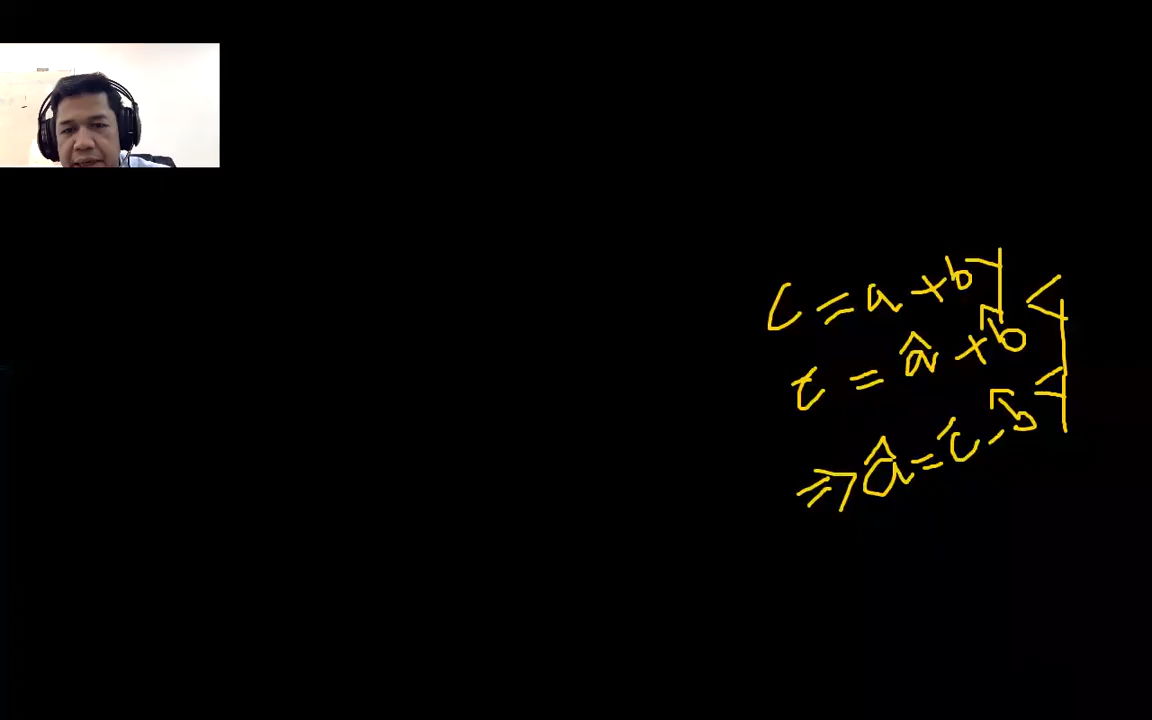 C = a + bY
c̄ = â + b̂ Ȳ
⇒ â = c̄ - b̂ Ȳ